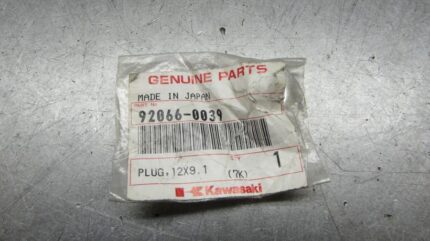 GENUINE PARTS
MADE IN JAPAN
PART No
92066-0039
PLUG,12X9.1 (7K) 1
Kawasaki